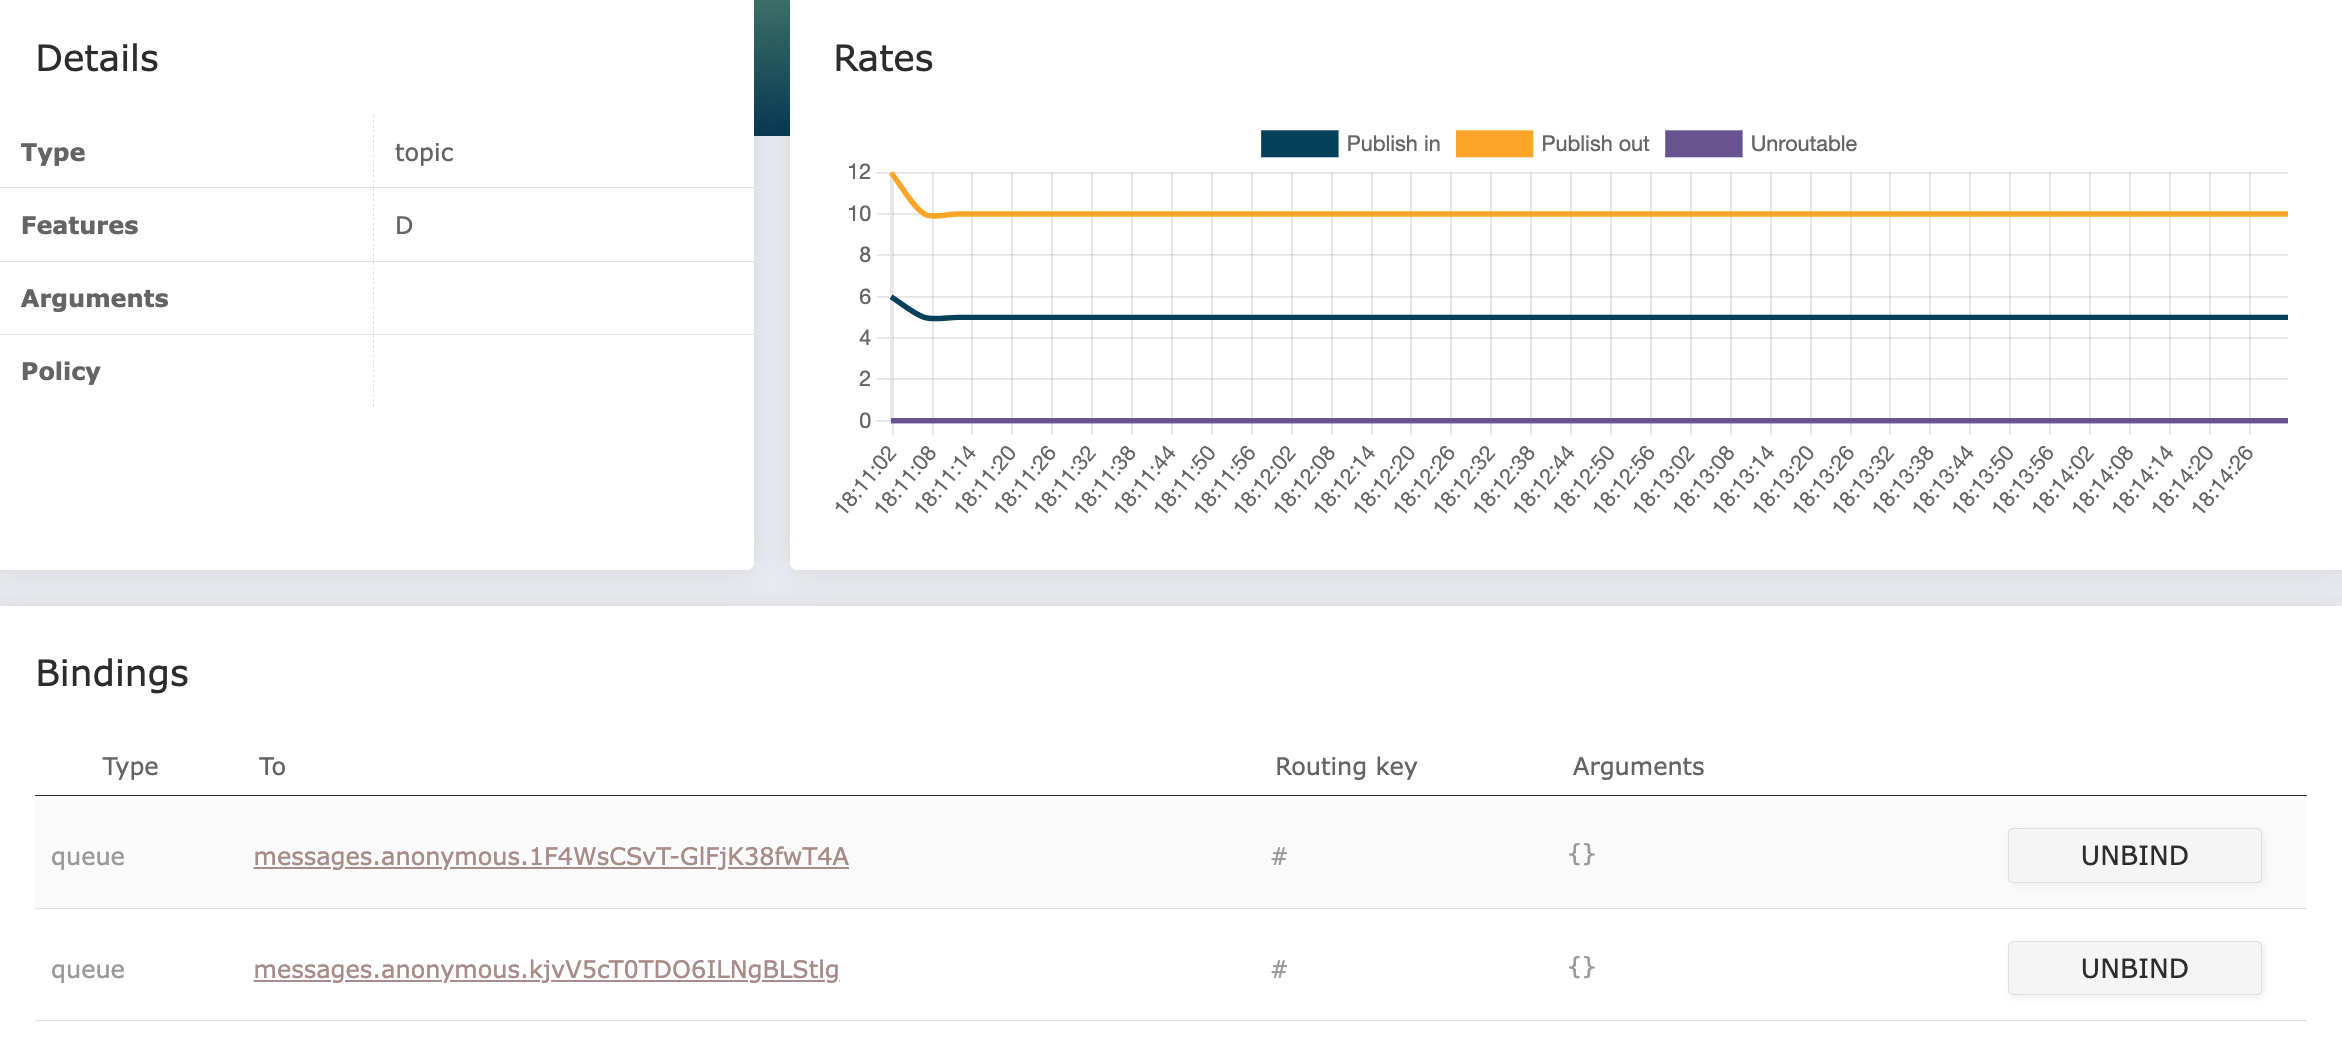 Details
Type topic
Features D
Arguments
Policy
Rates
Publish in Publish out Unroutable
12
10
8
6
4
2
0
18:11:02 18:11:08 18:11:14 18:11:20 18:11:26 18:11:32 18:11:38 18:11:44 18:11:50 18:11:56 18:12:02 18:12:08 18:12:14 18:12:20 18:12:26 18:12:32 18:12:38 18:12:44 18:12:50 18:12:56 18:13:02 18:13:08 18:13:14 18:13:20 18:13:26 18:13:32 18:13:38 18:13:44 18:13:50 18:13:56 18:14:02 18:14:08 18:14:14 18:14:20 18:14:26
Bindings
Type To Routing key Arguments
queue messages.anonymous.1F4WsCSvT-GlFjK38fwT4A # {} UNBIND
queue messages.anonymous.kjvV5cT0TDO6ILNgBLStlg # {} UNBIND